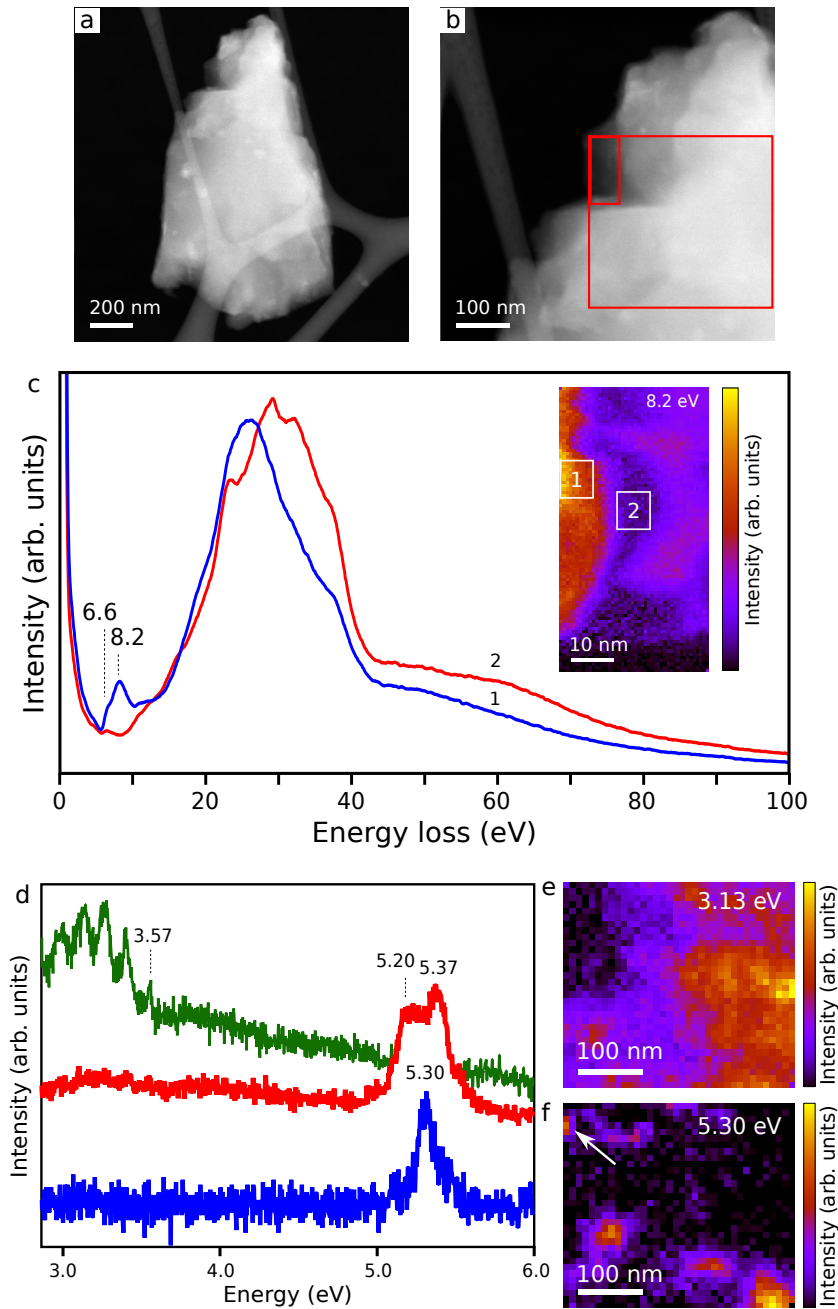 a
200 nm
b
100 nm
c
Intensity (arb. units)
6.6
8.2
2
1
8.2 eV
1
2
10 nm
Intensity (arb. units)
0
20
40
60
80
100
Energy loss (eV)
d
Intensity (arb. units)
3.57
5.20
5.37
5.30
3.0
4.0
5.0
6.0
Energy (eV)
e
3.13 eV
100 nm
Intensity (arb. units)
f
5.30 eV
100 nm
Intensity (arb. units)